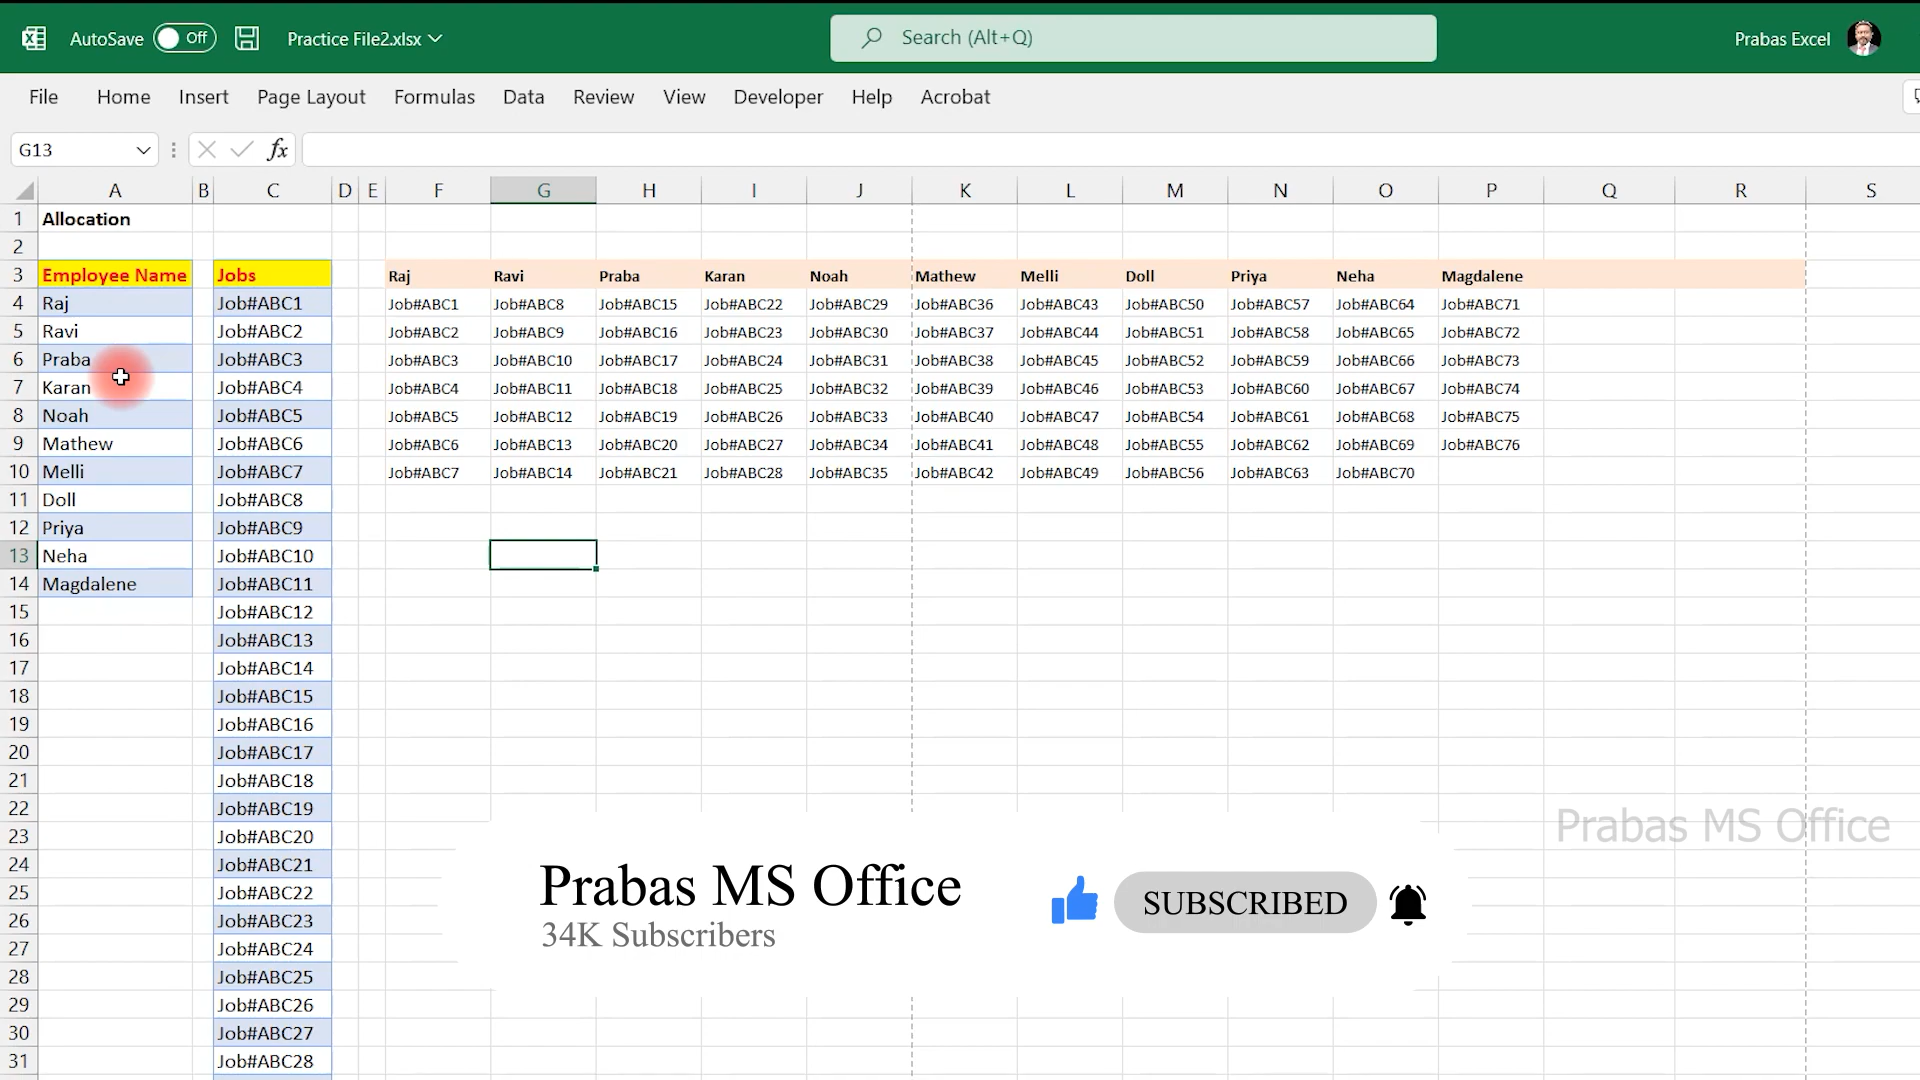 AutoSave Off Practice File2.xlsx Search (Alt+Q) Prabas Excel
File Home Insert Page Layout Formulas Data Review View Developer Help Acrobat
G13 fx
A B C D E F G H I J K L M N O P Q R S
1 Allocation
2
3 Employee Name Jobs Raj Ravi Praba Karan Noah Mathew Melli Doll Priya Neha Magdalene
4 Raj Job#ABC1 Job#ABC1 Job#ABC8 Job#ABC15 Job#ABC22 Job#ABC29 Job#ABC36 Job#ABC43 Job#ABC50 Job#ABC57 Job#ABC64 Job#ABC71
5 Ravi Job#ABC2 Job#ABC2 Job#ABC9 Job#ABC16 Job#ABC23 Job#ABC30 Job#ABC37 Job#ABC44 Job#ABC51 Job#ABC58 Job#ABC65 Job#ABC72
6 Praba Job#ABC3 Job#ABC3 Job#ABC10 Job#ABC17 Job#ABC24 Job#ABC31 Job#ABC38 Job#ABC45 Job#ABC52 Job#ABC59 Job#ABC66 Job#ABC73
7 Karan Job#ABC4 Job#ABC4 Job#ABC11 Job#ABC18 Job#ABC25 Job#ABC32 Job#ABC39 Job#ABC46 Job#ABC53 Job#ABC60 Job#ABC67 Job#ABC74
8 Noah Job#ABC5 Job#ABC5 Job#ABC12 Job#ABC19 Job#ABC26 Job#ABC33 Job#ABC40 Job#ABC47 Job#ABC54 Job#ABC61 Job#ABC68 Job#ABC75
9 Mathew Job#ABC6 Job#ABC6 Job#ABC13 Job#ABC20 Job#ABC27 Job#ABC34 Job#ABC41 Job#ABC48 Job#ABC55 Job#ABC62 Job#ABC69 Job#ABC76
10 Melli Job#ABC7 Job#ABC7 Job#ABC14 Job#ABC21 Job#ABC28 Job#ABC35 Job#ABC42 Job#ABC49 Job#ABC56 Job#ABC63 Job#ABC70
11 Doll Job#ABC8
12 Priya Job#ABC9
13 Neha Job#ABC10
14 Magdalene Job#ABC11
15 Job#ABC12
16 Job#ABC13
17 Job#ABC14
18 Job#ABC15
19 Job#ABC16
20 Job#ABC17
21 Job#ABC18
22 Job#ABC19
23 Job#ABC20 Prabas MS Office
24 Job#ABC21
25 Job#ABC22
26 Job#ABC23
27 Job#ABC24
28 Job#ABC25
29 Job#ABC26
30 Job#ABC27
31 Job#ABC28
Prabas MS Office
34K Subscribers
SUBSCRIBED